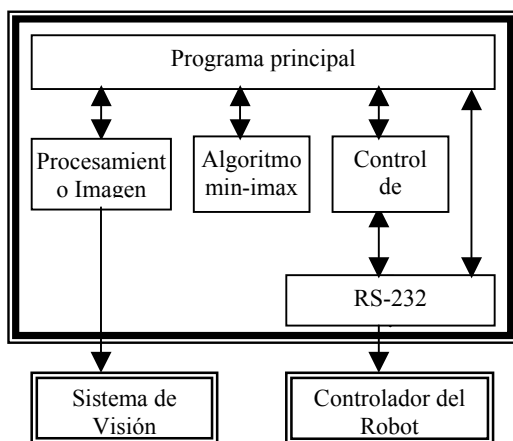 Programa principal
Procesamient
o Imagen
Algoritmo
min-imax
Control
de
RS-232
Sistema de
Visión
Controlador del
Robot